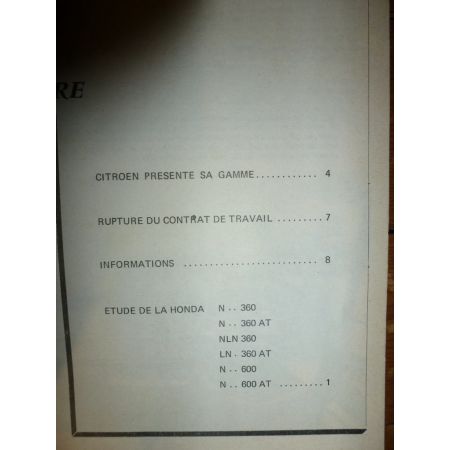 RE
CITROEN PRESENTE SA GAMME............ 4
RUPTURE DU CONTRAT DE TRAVAIL ......... 7
INFORMATIONS ......................... 8
ETUDE DE LA HONDA N .. 360
N .. 360 AT
NLN 360
LN . 360 AT
N .. 600
N .. 600 AT ......... 1